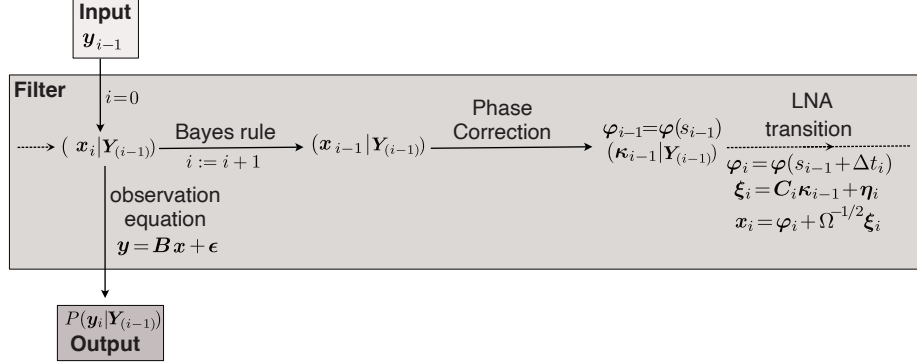 Input
y_{i−1}
Filter
i=0
(x_i|Y_{(i−1)})
Bayes rule
i := i + 1
(x_{i−1}|Y_{(i−1)})
Phase
Correction
φ_{i−1}=φ(s_{i−1})
(κ_{i−1}|Y_{(i−1)})
LNA
transition
φ_i=φ(s_{i−1}+Δt_i)
ξ_i=C_iκ_{i−1}+η_i
x_i=φ_i+Ω^{−1/2}ξ_i
observation
equation
y=Bx+ϵ
P(y_i|Y_{(i−1)})
Output